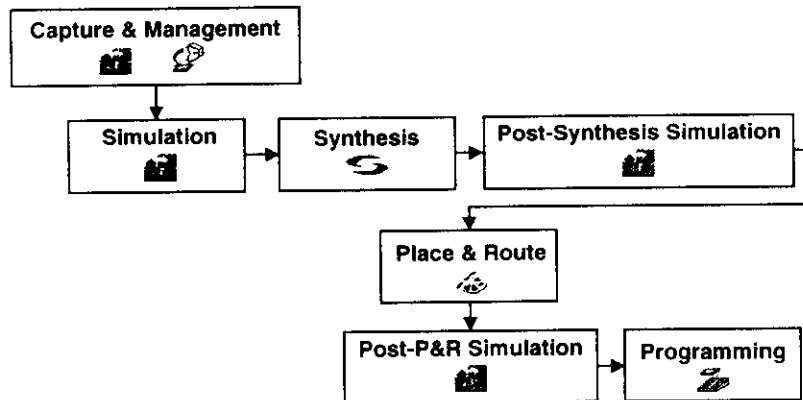 Capture & Management
Simulation
Synthesis
Post-Synthesis Simulation
Place & Route
Post-P&R Simulation
Programming